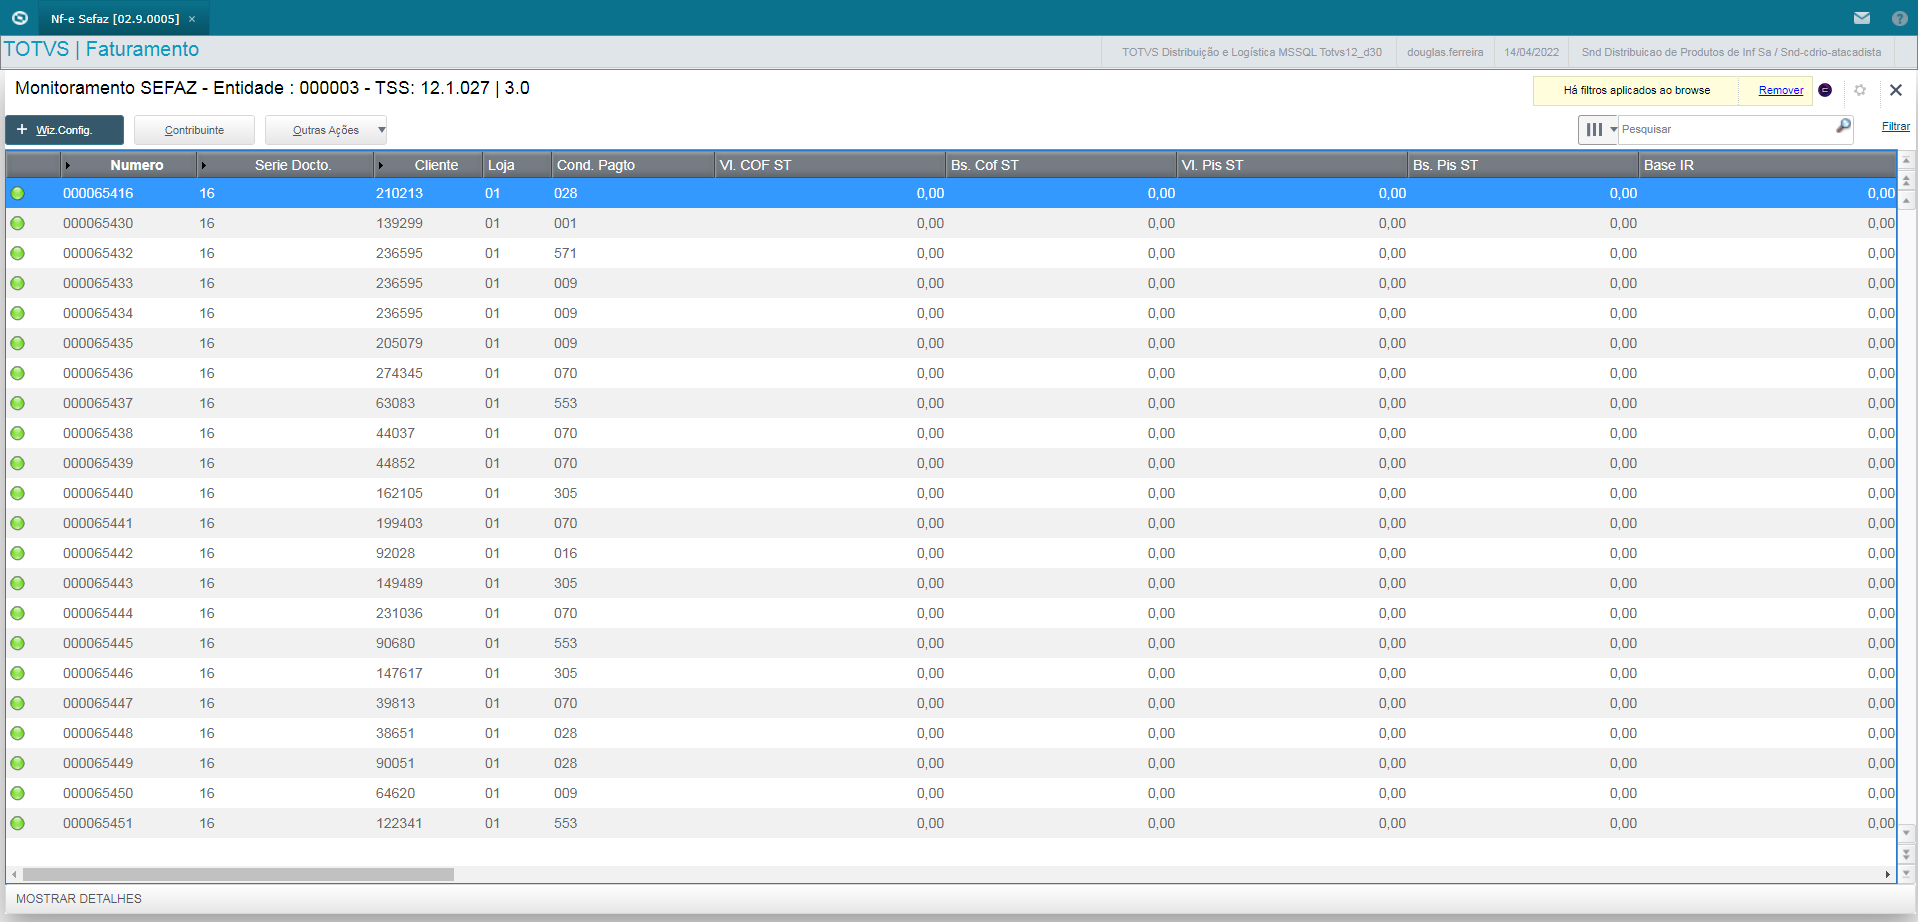 Nf-e Sefaz [02.9.0005] ×
TOTVS | Faturamento
TOTVS Distribuição e Logística MSSQL Totvs12_d30 douglas.ferreira 14/04/2022 Snd Distribuicao de Produtos de Inf Sa / Snd-cdrio-atacadista
Monitoramento SEFAZ - Entidade : 000003 - TSS: 12.1.027 | 3.0
Há filtros aplicados ao browse Remover
+ Wiz.Config. Contribuinte Outras Ações Pesquisar Filtrar
Numero Serie Docto. Cliente Loja Cond. Pagto Vl. COF ST Bs. Cof ST Vl. Pis ST Bs. Pis ST Base IR
000065416 16 210213 01 028 0,00 0,00 0,00 0,00 0,00
000065430 16 139299 01 001 0,00 0,00 0,00 0,00 0,00
000065432 16 236595 01 571 0,00 0,00 0,00 0,00 0,00
000065433 16 236595 01 009 0,00 0,00 0,00 0,00 0,00
000065434 16 236595 01 009 0,00 0,00 0,00 0,00 0,00
000065435 16 205079 01 009 0,00 0,00 0,00 0,00 0,00
000065436 16 274345 01 070 0,00 0,00 0,00 0,00 0,00
000065437 16 63083 01 553 0,00 0,00 0,00 0,00 0,00
000065438 16 44037 01 070 0,00 0,00 0,00 0,00 0,00
000065439 16 44852 01 070 0,00 0,00 0,00 0,00 0,00
000065440 16 162105 01 305 0,00 0,00 0,00 0,00 0,00
000065441 16 199403 01 070 0,00 0,00 0,00 0,00 0,00
000065442 16 92028 01 016 0,00 0,00 0,00 0,00 0,00
000065443 16 149489 01 305 0,00 0,00 0,00 0,00 0,00
000065444 16 231036 01 070 0,00 0,00 0,00 0,00 0,00
000065445 16 90680 01 553 0,00 0,00 0,00 0,00 0,00
000065446 16 147617 01 305 0,00 0,00 0,00 0,00 0,00
000065447 16 39813 01 070 0,00 0,00 0,00 0,00 0,00
000065448 16 38651 01 028 0,00 0,00 0,00 0,00 0,00
000065449 16 90051 01 028 0,00 0,00 0,00 0,00 0,00
000065450 16 64620 01 009 0,00 0,00 0,00 0,00 0,00
000065451 16 122341 01 553 0,00 0,00 0,00 0,00 0,00
MOSTRAR DETALHES